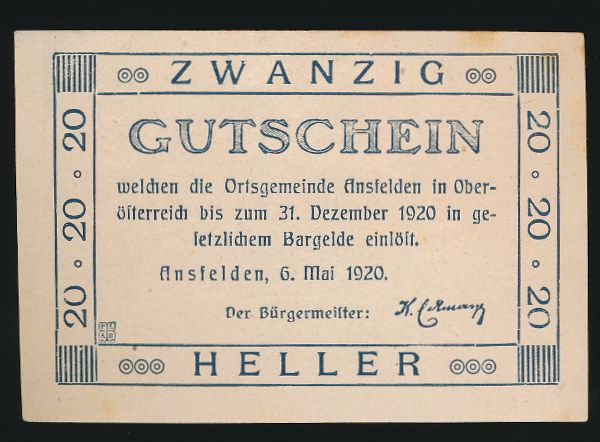 ZWANZIG
20 ∘ 20 ∘ 20
GUTSCHEIN
welchen die Ortsgemeinde Ansfelden in Ober-
österreich bis zum 31. Dezember 1920 in ge-
setzlichem Bargelde einlöst.
Ansfelden, 6. Mai 1920.
Der Bürgermeister:
20 ∘ 20 ∘ 20
HELLER